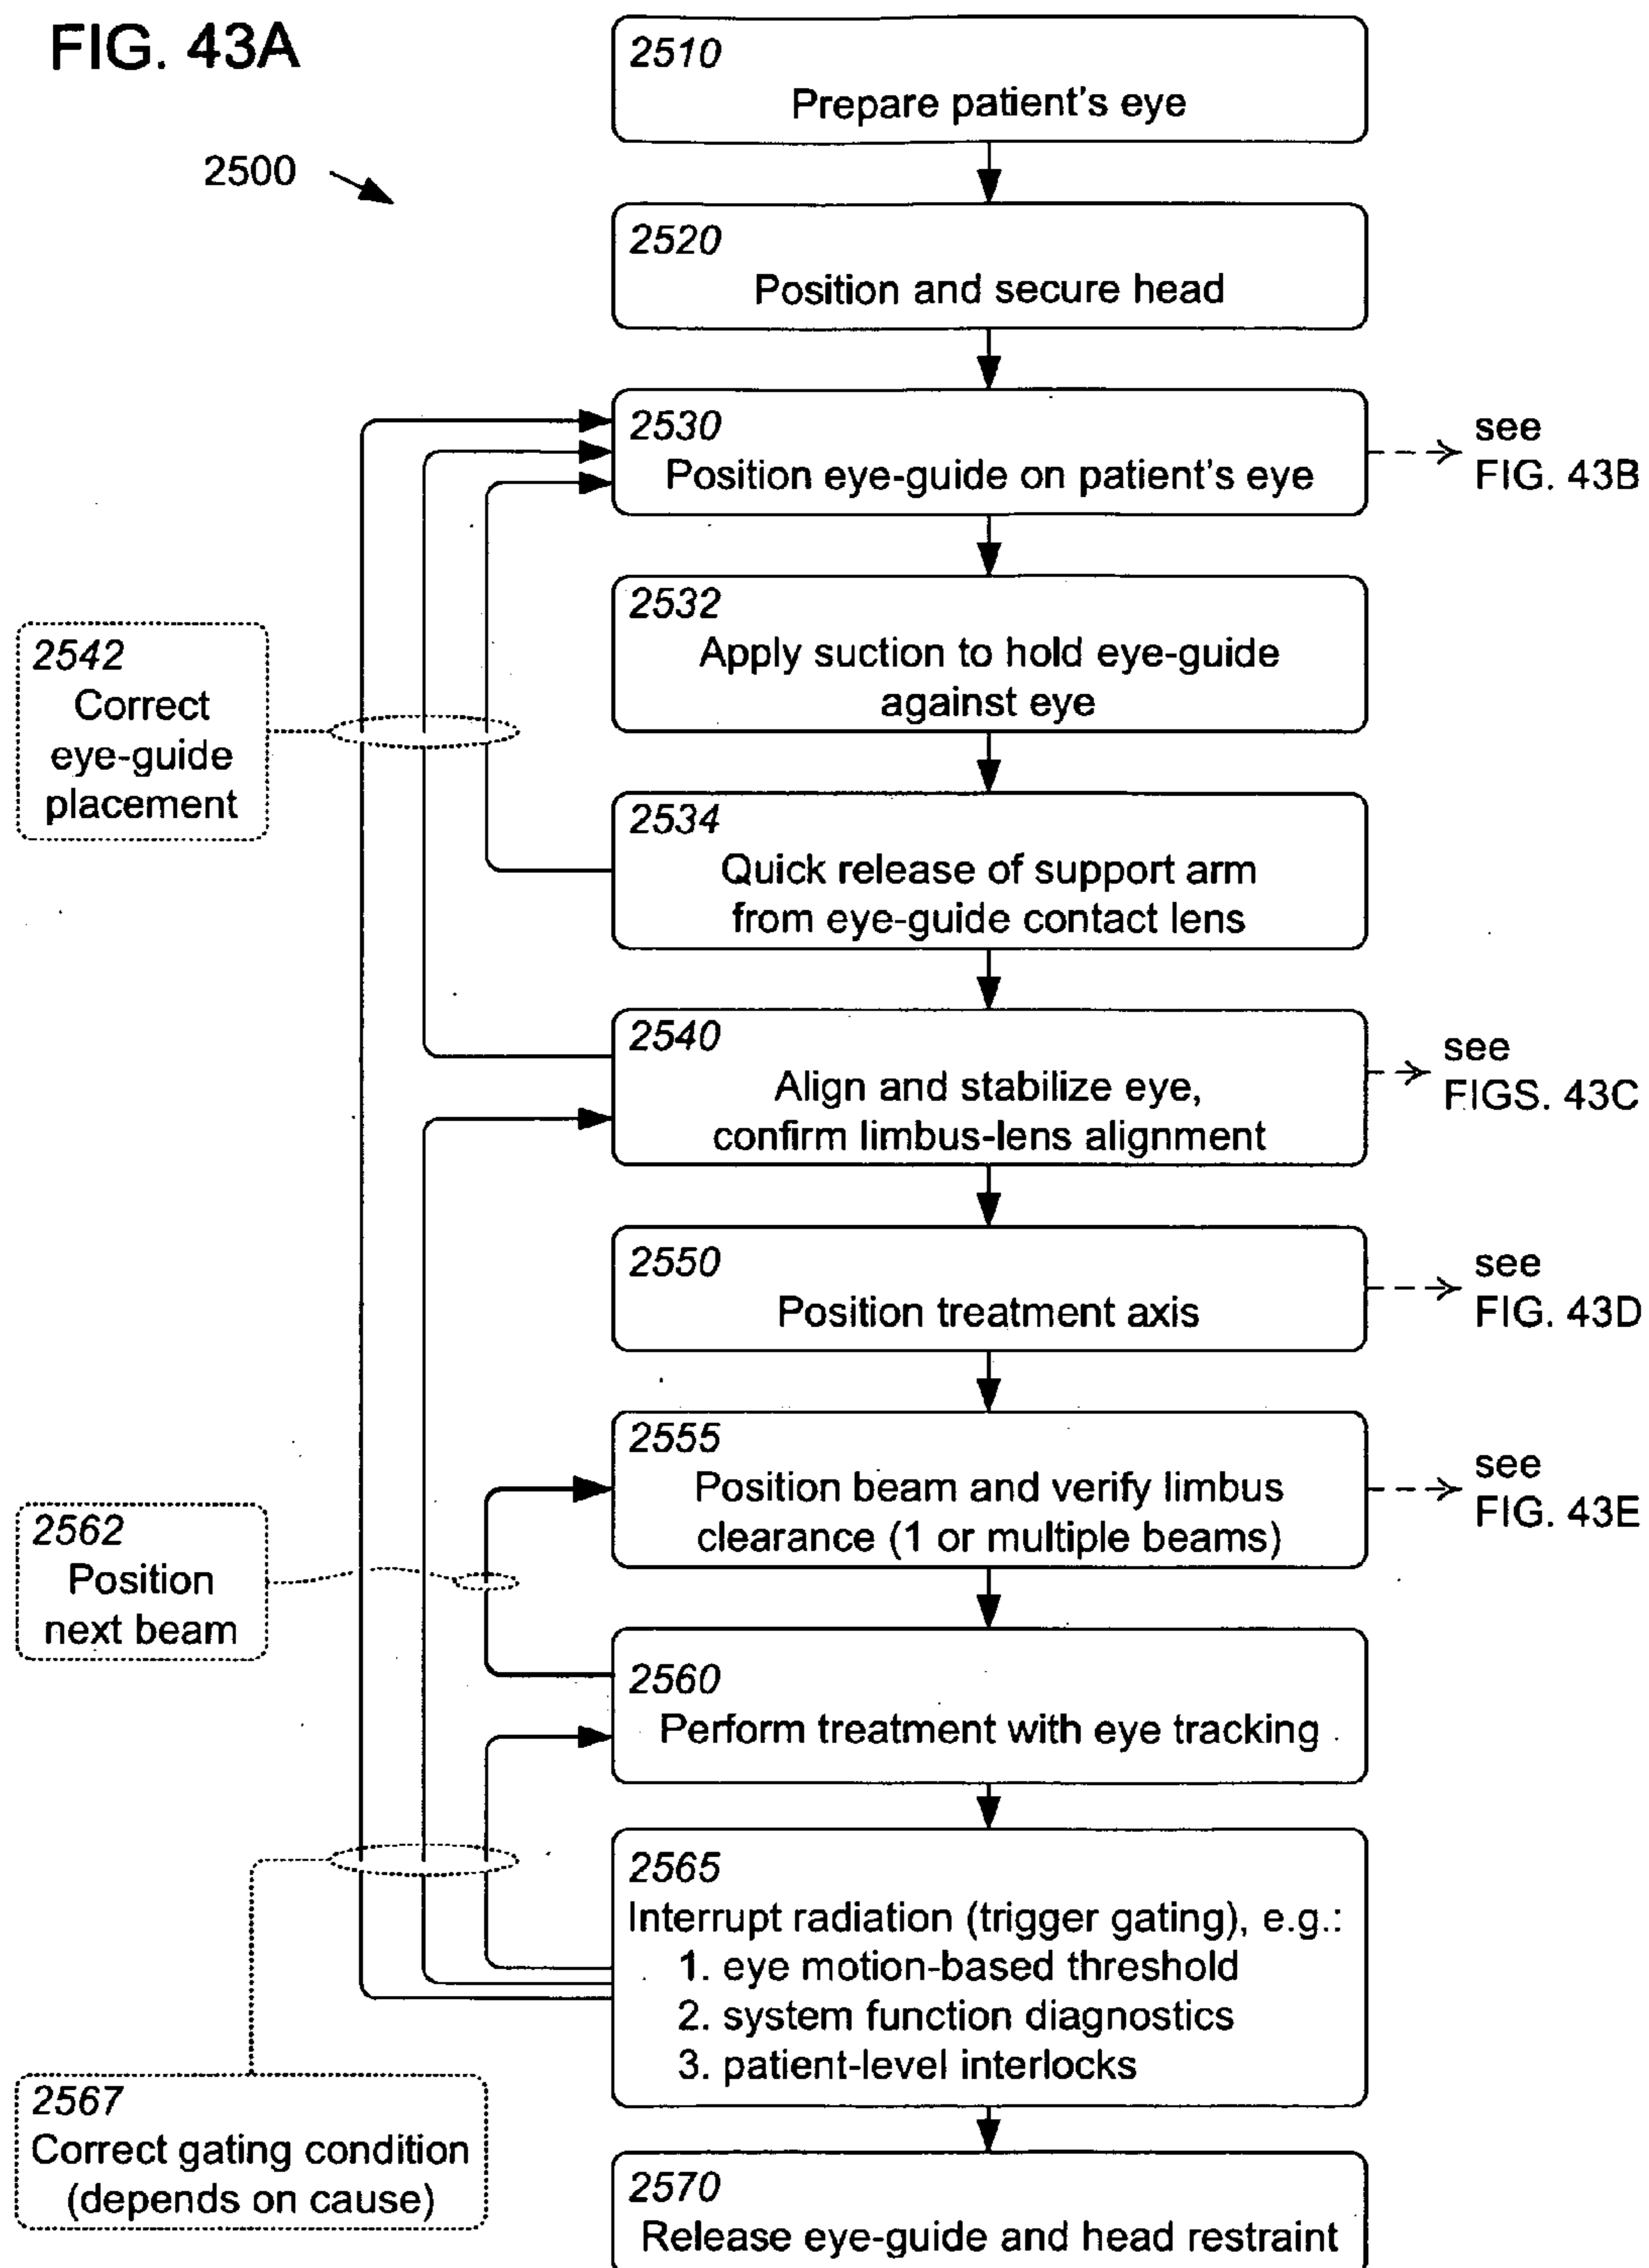 FIG. 43A
2500
2510
Prepare patient's eye
2520
Position and secure head
2530
Position eye-guide on patient's eye
see
FIG. 43B
2532
Apply suction to hold eye-guide
against eye
2542
Correct
eye-guide
placement
2534
Quick release of support arm
from eye-guide contact lens
2540
Align and stabilize eye,
confirm limbus-lens alignment
see
FIGS. 43C
2550
Position treatment axis
see
FIG. 43D
2555
Position beam and verify limbus
clearance (1 or multiple beams)
see
FIG. 43E
2562
Position
next beam
2560
Perform treatment with eye tracking
2565
Interrupt radiation (trigger gating), e.g.:
1. eye motion-based threshold
2. system function diagnostics
3. patient-level interlocks
2567
Correct gating condition
(depends on cause)
2570
Release eye-guide and head restraint